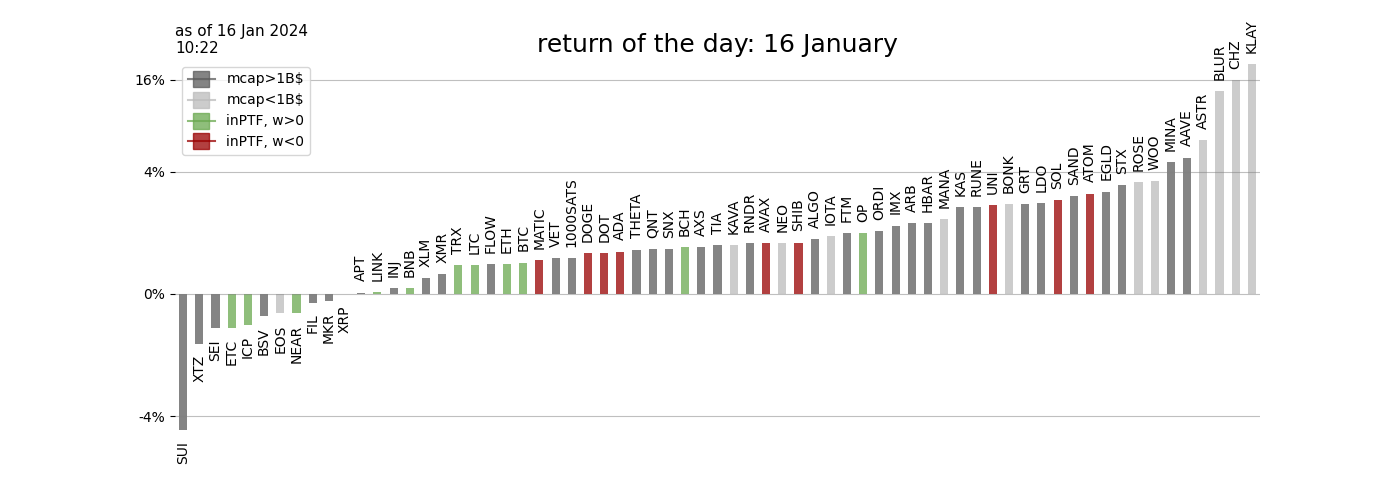 as of 16 Jan 2024
10:22
return of the day: 16 January
mcap>1B$
mcap<1B$
inPTF, w>0
inPTF, w<0
16%
4%
0%
-4%
SUI
XTZ
SEI
ETC
ICP
BSV
EOS
NEAR
FIL
MKR
XRP
APT
LINK
INJ
BNB
XLM
XMR
TRX
LTC
FLOW
ETH
BTC
MATIC
VET
1000SATS
DOGE
DOT
ADA
THETA
QNT
SNX
BCH
AXS
TIA
KAVA
RNDR
AVAX
NEO
SHIB
ALGO
IOTA
FTM
OP
ORDI
IMX
ARB
HBAR
MANA
KAS
RUNE
UNI
BONK
GRT
LDO
SOL
SAND
ATOM
EGLD
STX
ROSE
WOO
MINA
AAVE
ASTR
BLUR
CHZ
KLAY